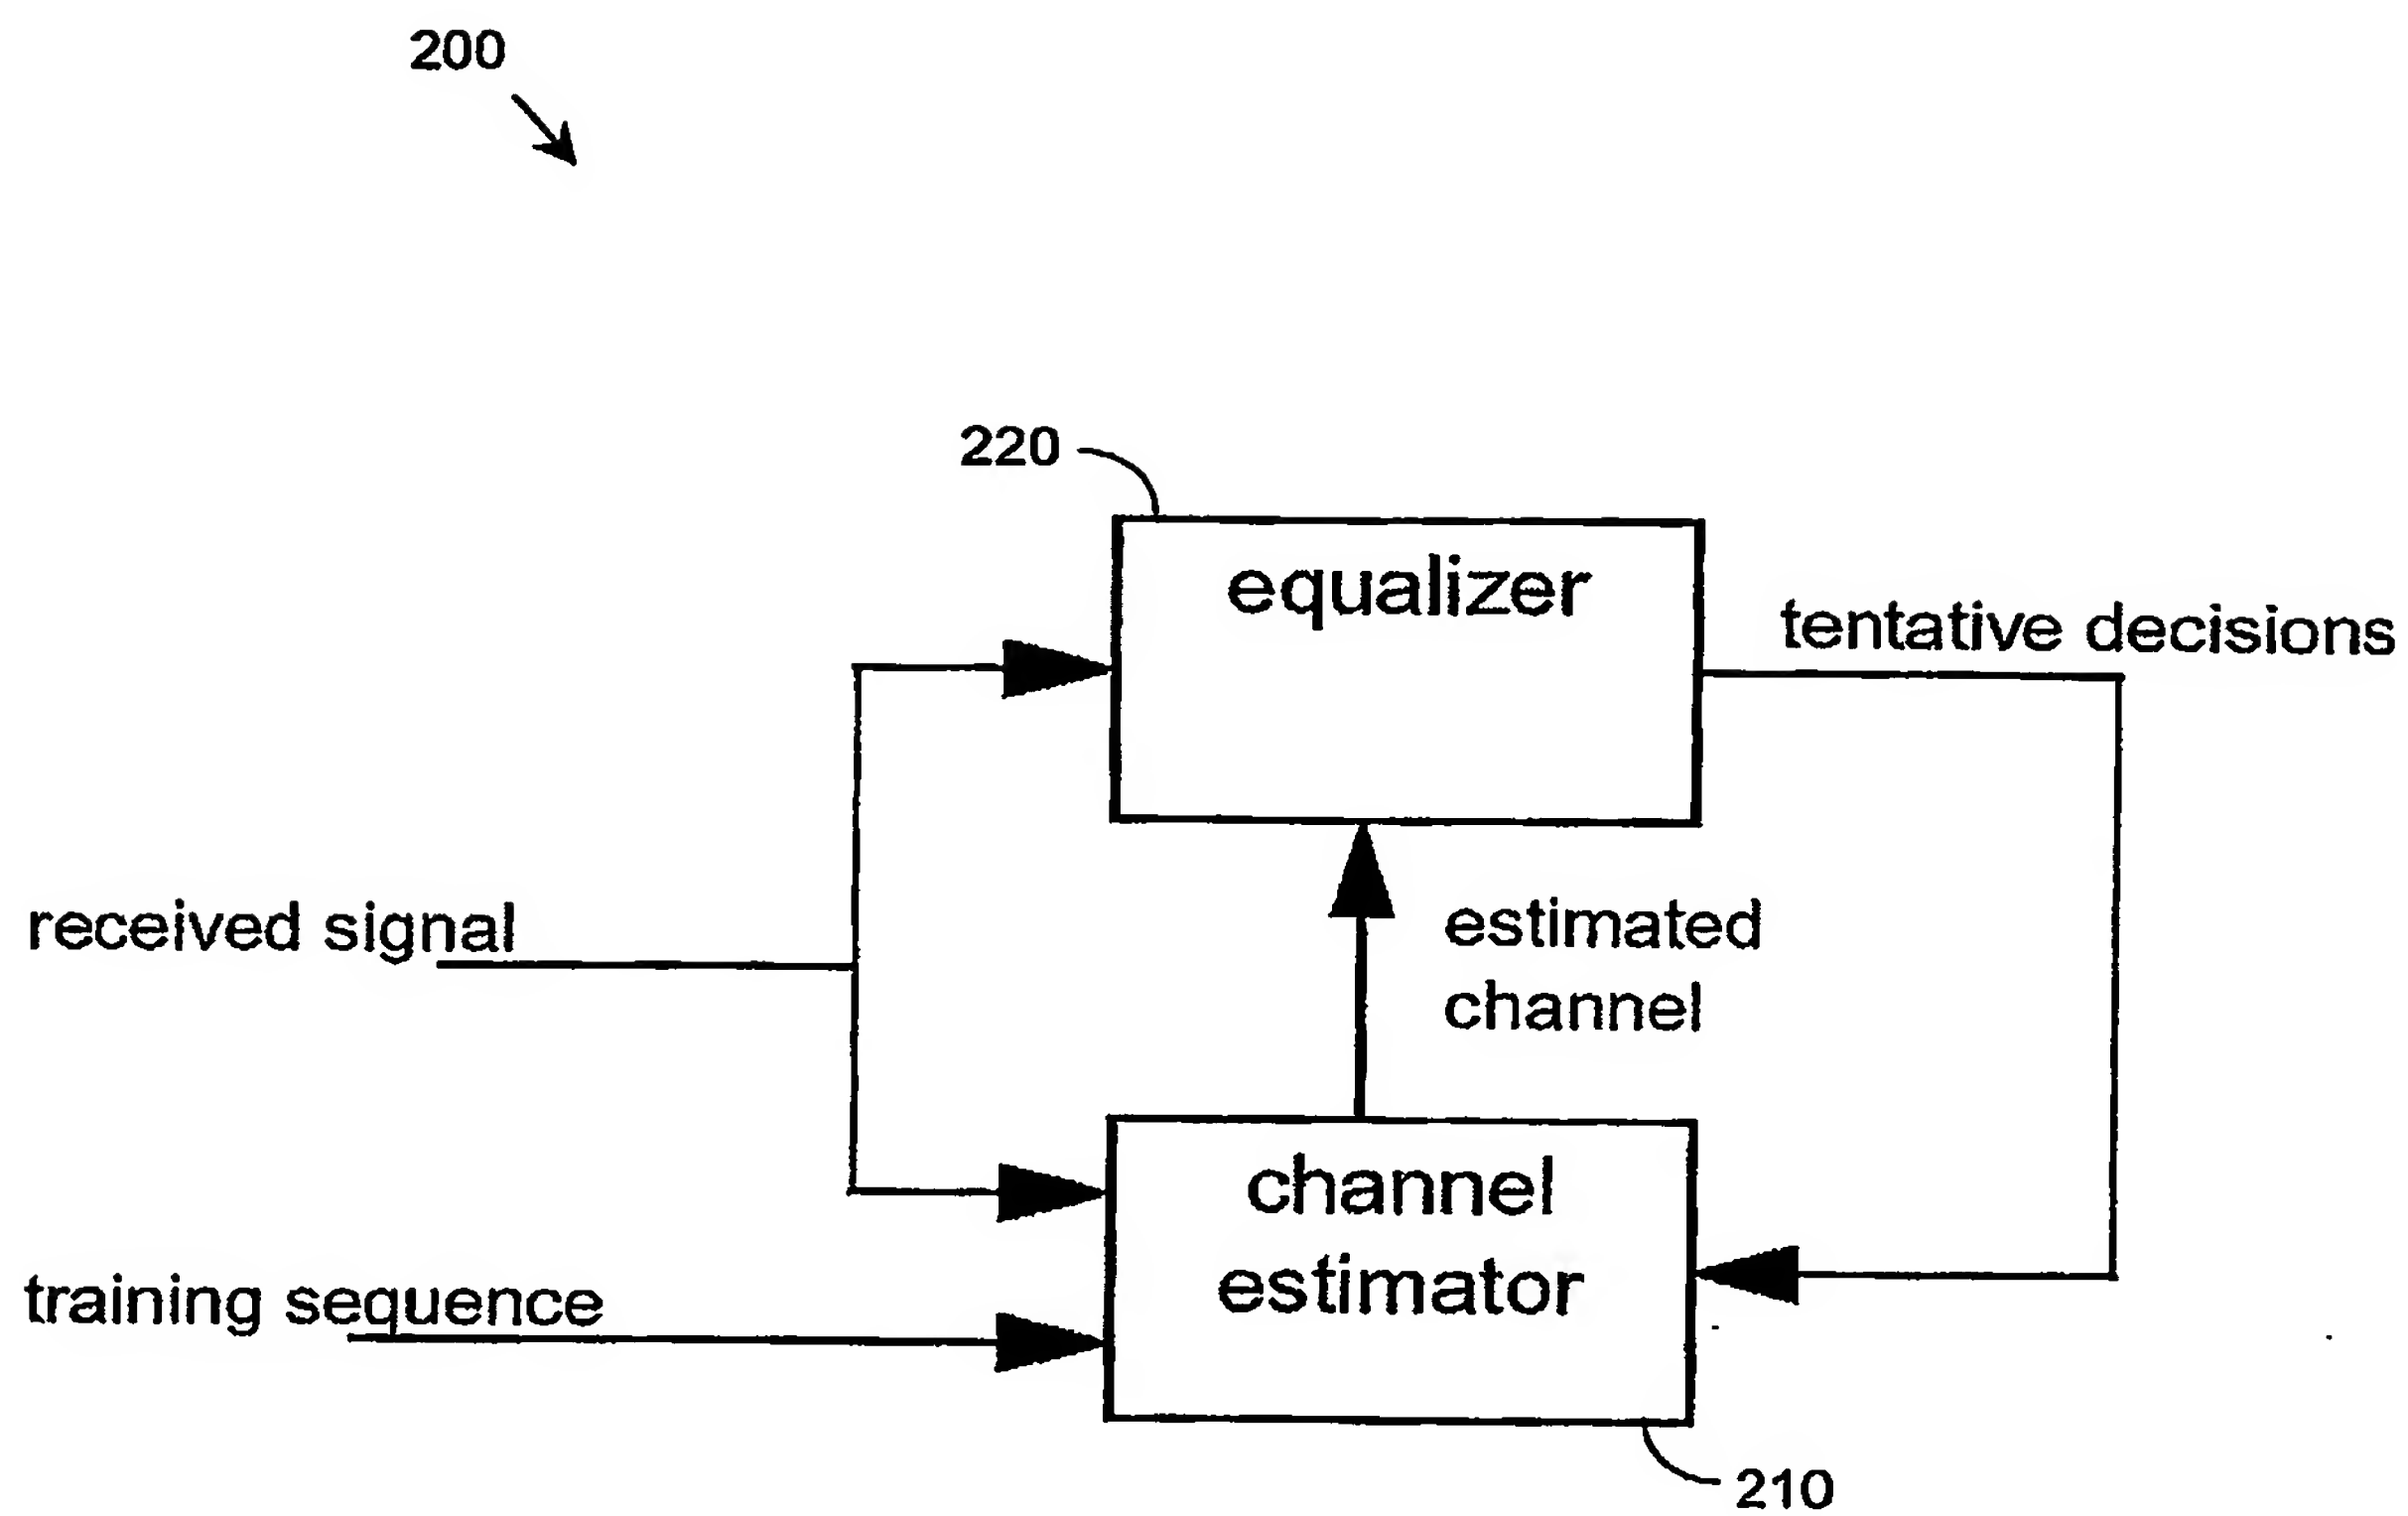 200
220
equalizer
tentative decisions
received signal
estimated
channel
channel
estimator
training sequence
210